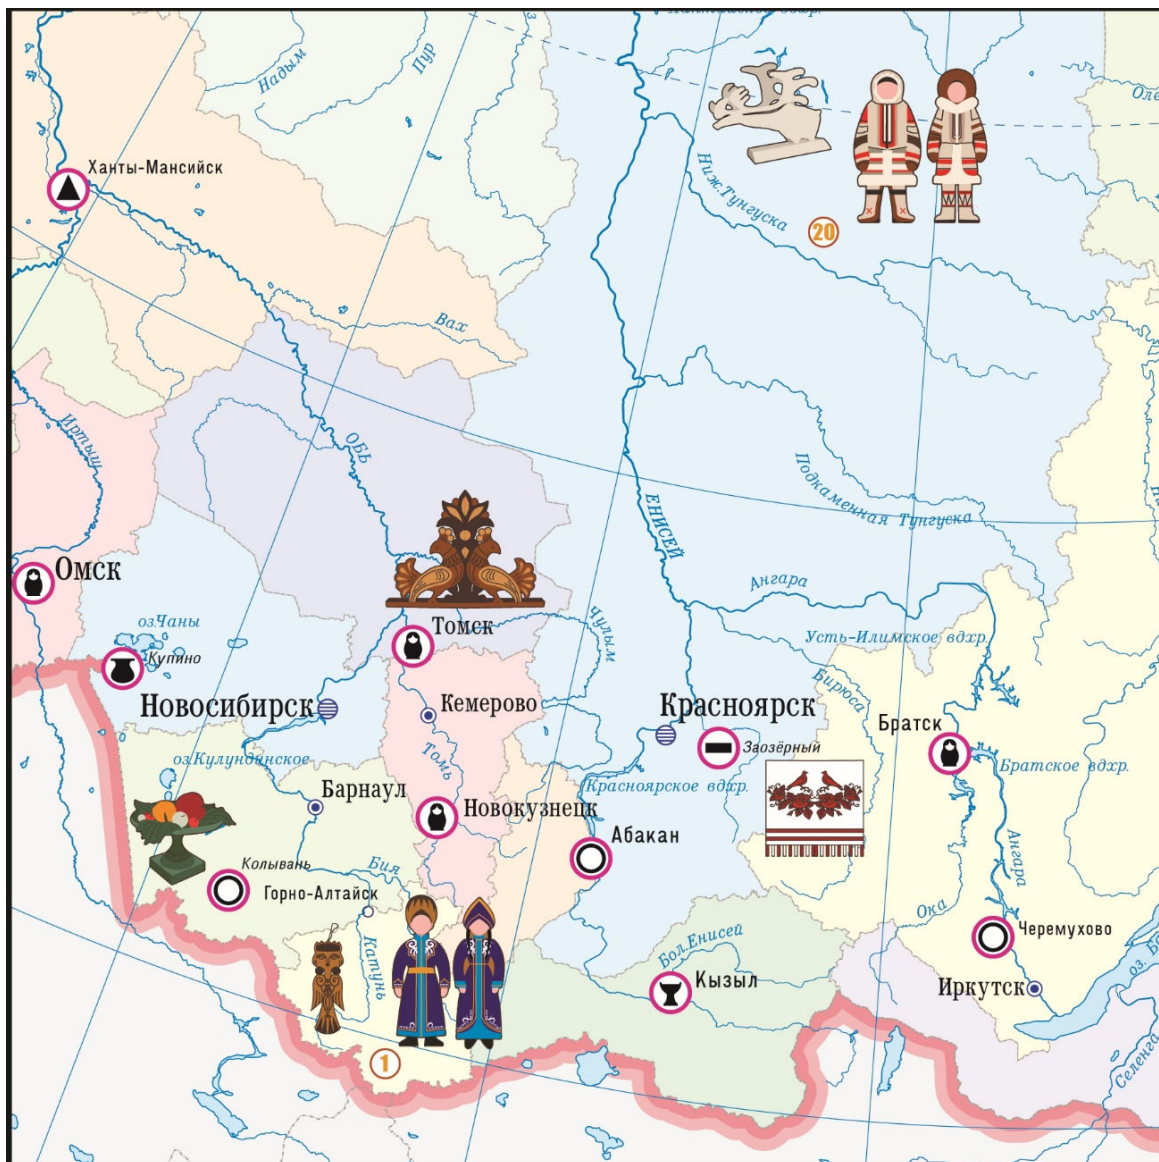 Надым
Пур
Оле
Ханты-Мансийск
Ниж. Тунгуска
20
Вах
Иртыш
ОБЬ
Подкаменная Тунгуска
ЕНИСЕЙ
Омск
Ангара
оз.Чаны
Томск
Чулым
Усть-Илимское вдхр.
Купино
Бирюса
Новосибирск
Кемерово
Красноярск
Братск
Заозёрный
оз.Кулундинское
Томь
Братское вдхр.
Красноярское вдхр.
Барнаул
Новокузнецк
Абакан
Ангара
Колывань
Бия
Горно-Алтайск
Ока
Черемухово
Катунь
Бол.Енисей
Кызыл
Иркутск
Селенга
1